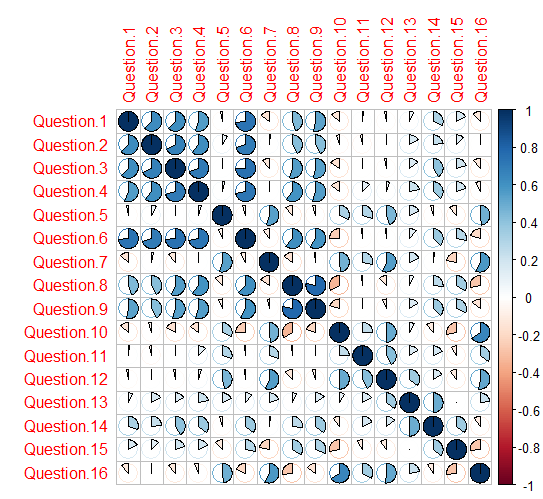 Question.1
Question.2
Question.3
Question.4
Question.5
Question.6
Question.7
Question.8
Question.9
Question.10
Question.11
Question.12
Question.13
Question.14
Question.15
Question.16
Question.1
Question.2
Question.3
Question.4
Question.5
Question.6
Question.7
Question.8
Question.9
Question.10
Question.11
Question.12
Question.13
Question.14
Question.15
Question.16
1
0.8
0.6
0.4
0.2
0
-0.2
-0.4
-0.6
-0.8
-1